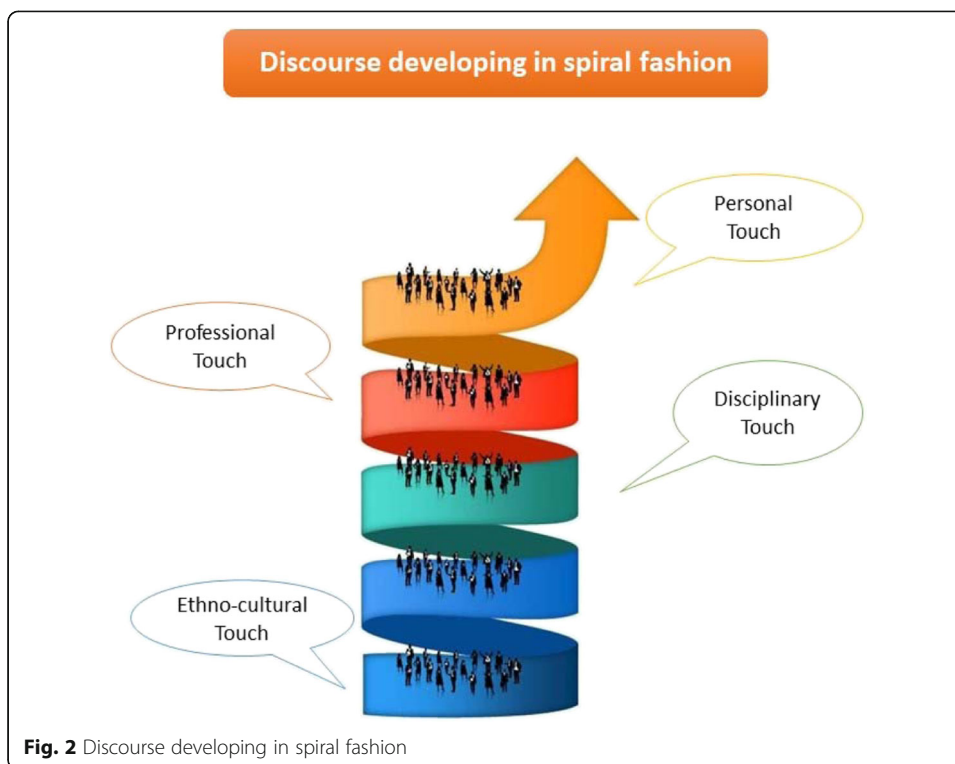 Discourse developing in spiral fashion
Personal
Touch
Professional
Touch
Disciplinary
Touch
Ethno-cultural
Touch
Fig. 2 Discourse developing in spiral fashion